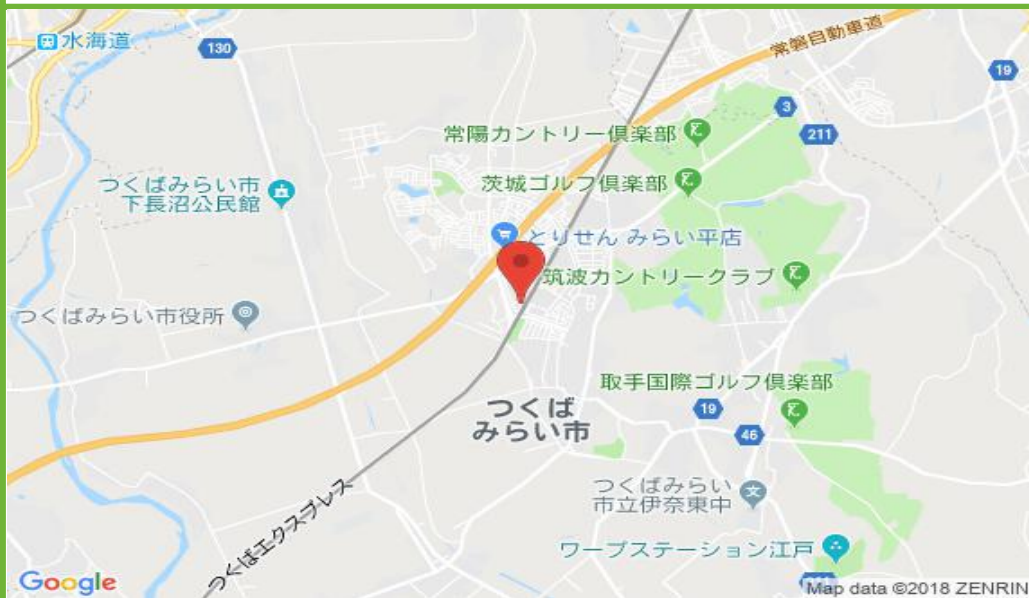 水海道
130
常磐自動車道
19
3
211
常陽カントリー倶楽部
茨城ゴルフ倶楽部
つくばみらい市
下長沼公民館
とりせん みらい平店
筑波カントリークラブ
つくばみらい市役所
取手国際ゴルフ倶楽部
つくば
みらい市
19
46
つくばみらい
市立伊奈東中
つくばエクスプレス
ワープステーション江戸
Google
Map data ©2018 ZENRIN